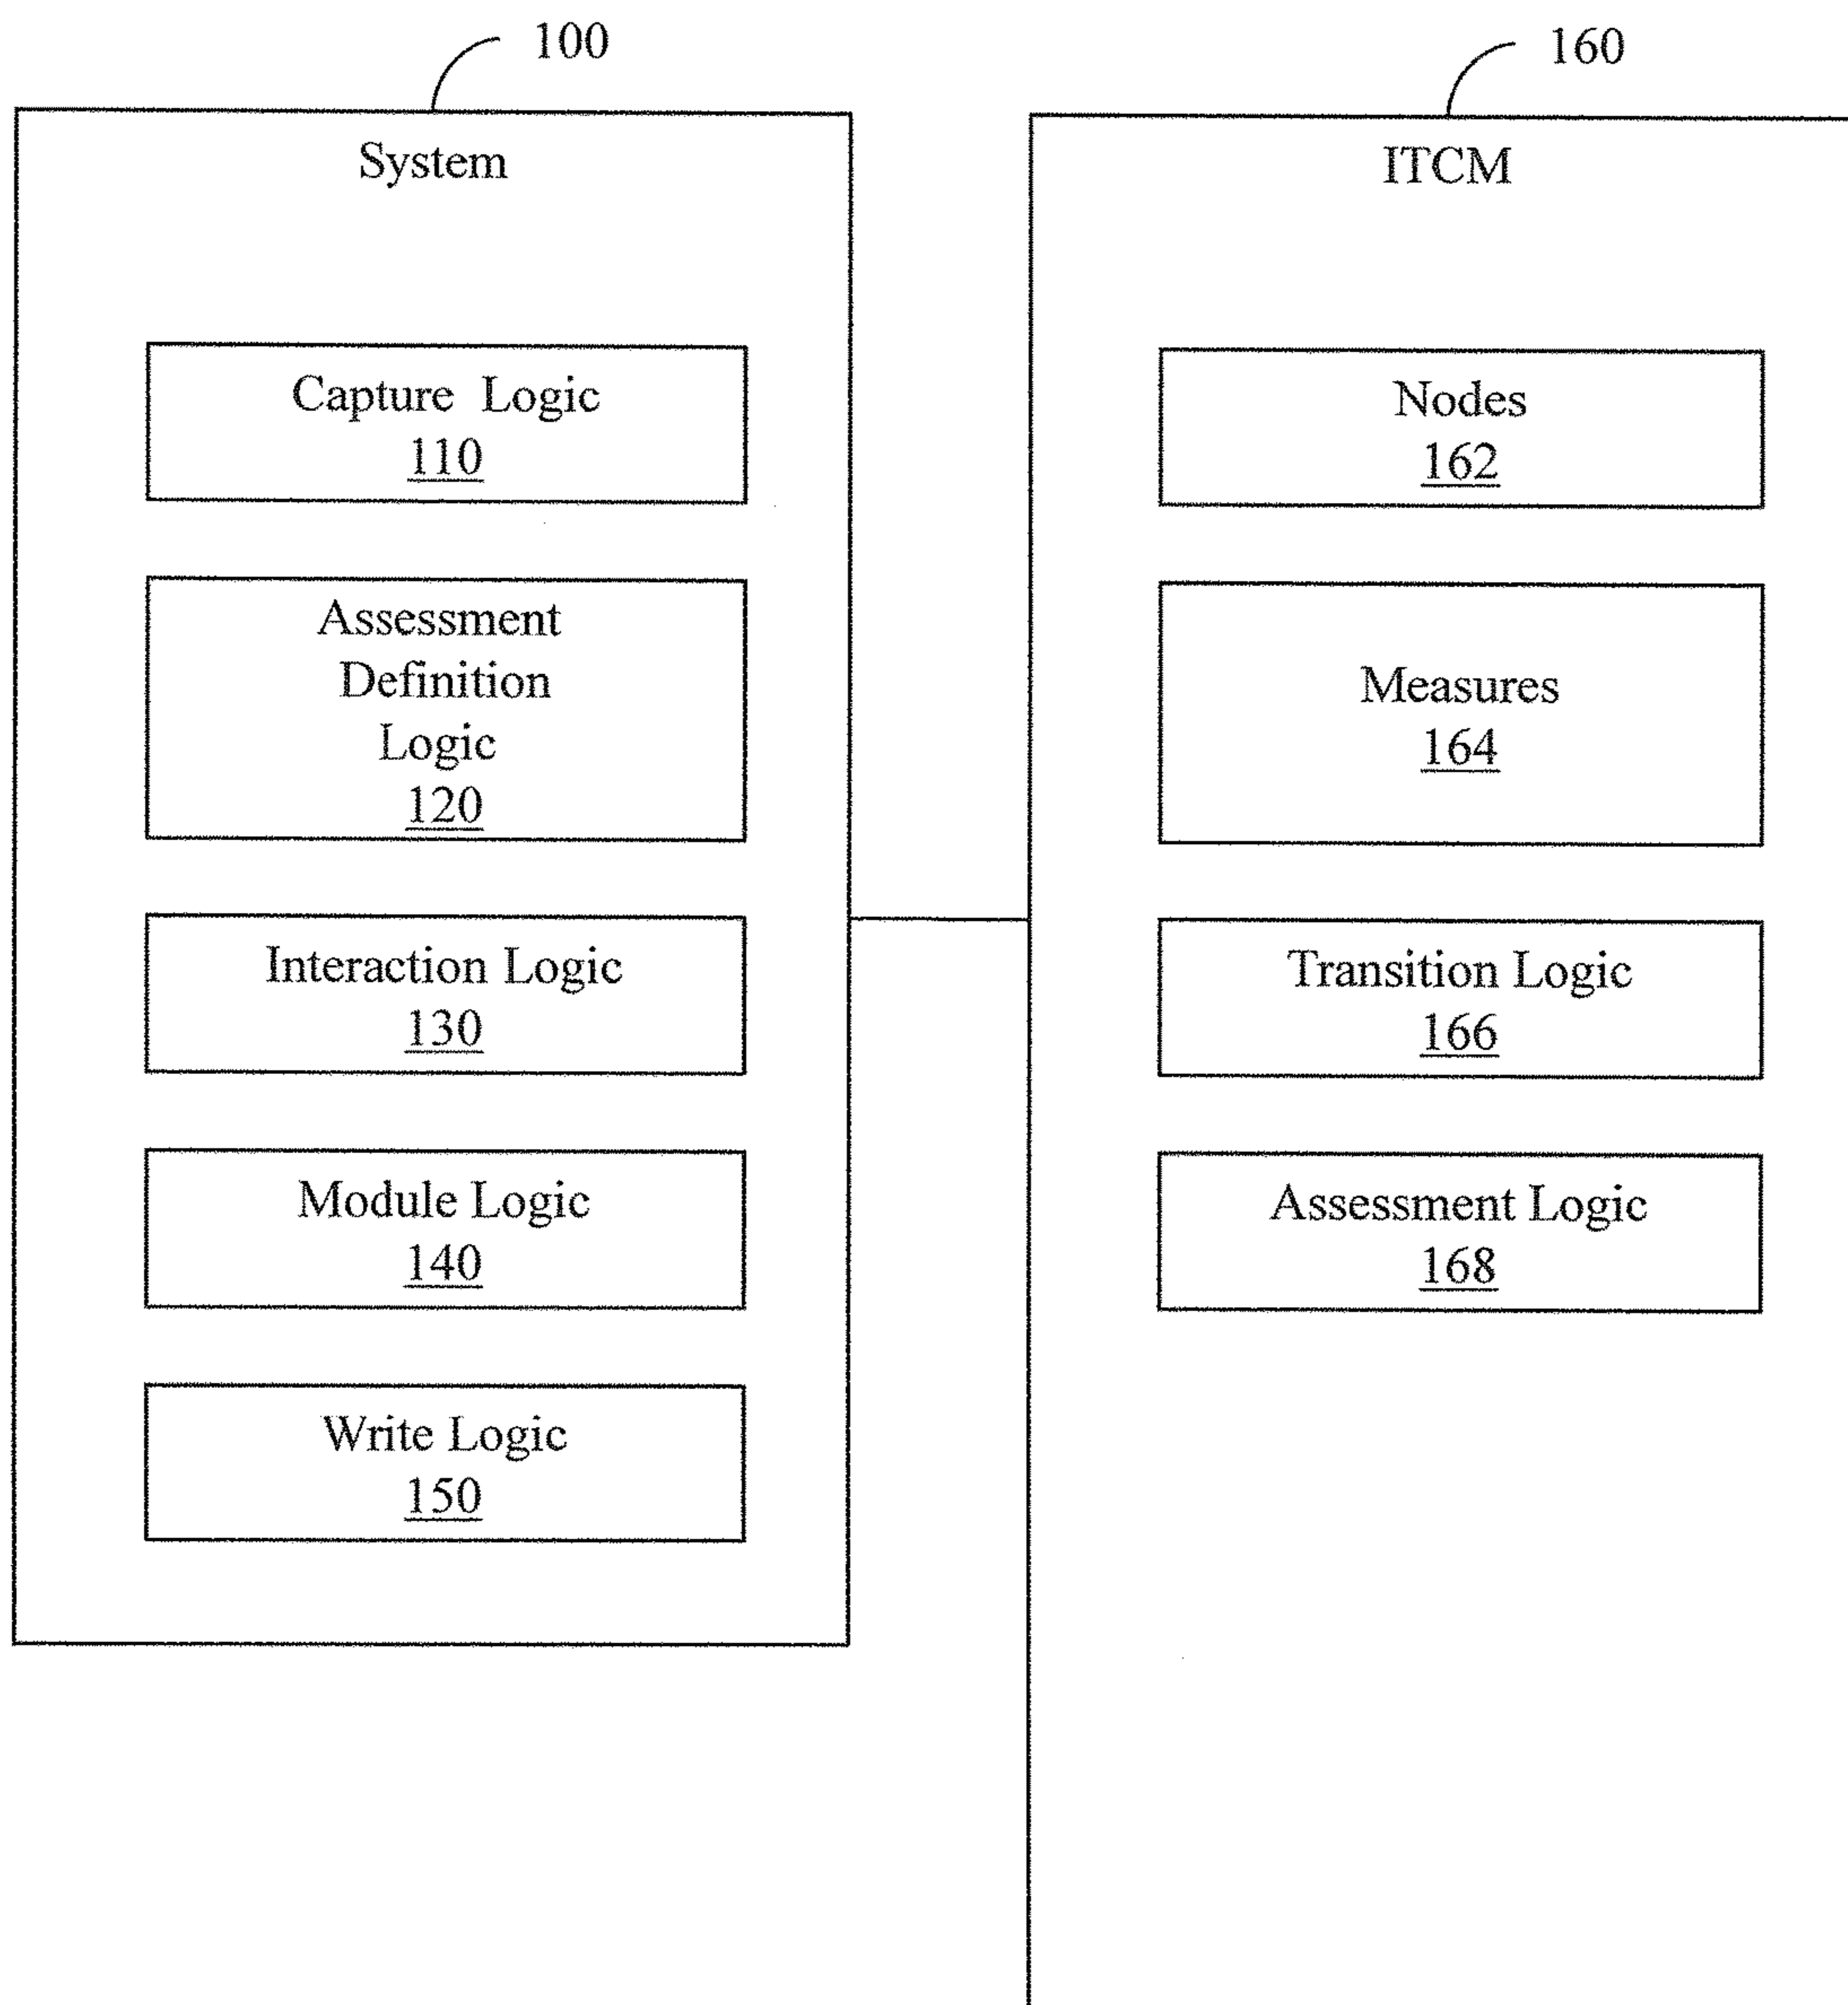 100
System
Capture Logic
110
Assessment
Definition
Logic
120
Interaction Logic
130
Module Logic
140
Write Logic
150
160
ITCM
Nodes
162
Measures
164
Transition Logic
166
Assessment Logic
168